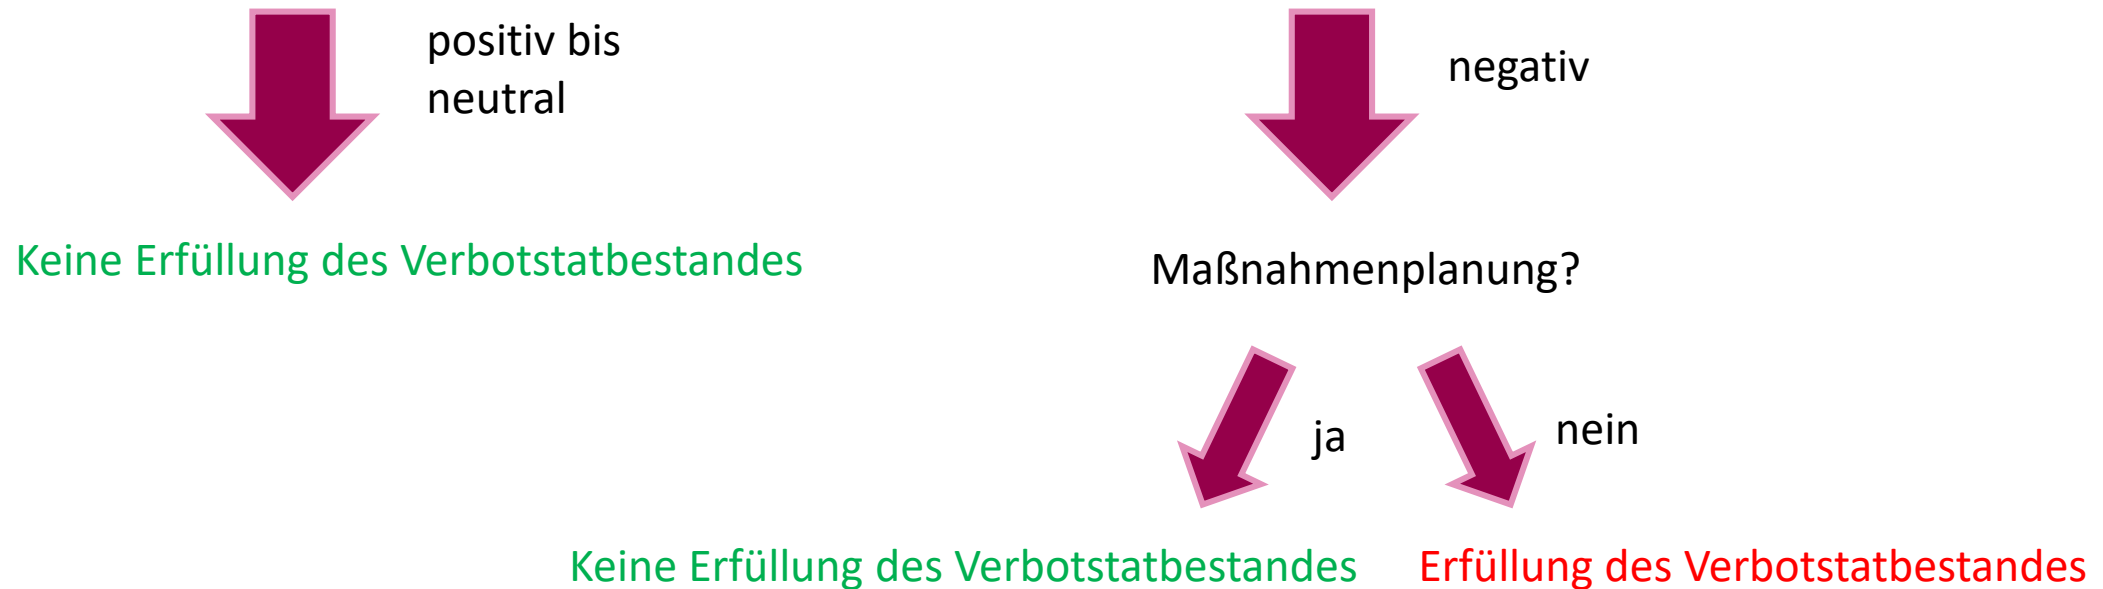 positiv bis
neutral
negativ
Keine Erfüllung des Verbotstatbestandes
Maßnahmenplanung?
ja
nein
Keine Erfüllung des Verbotstatbestandes
Erfüllung des Verbotstatbestandes